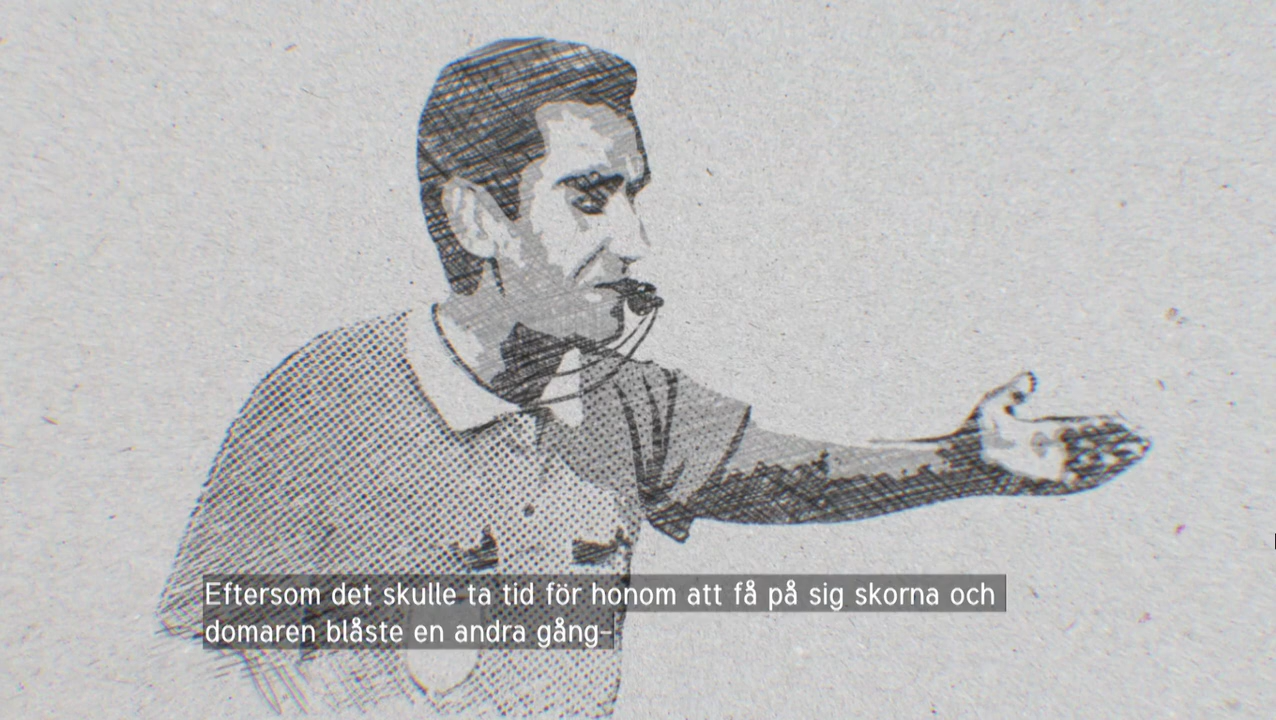 Eftersom det skulle ta tid för honom att få på sig skorna och
domaren blåste en andra gång–